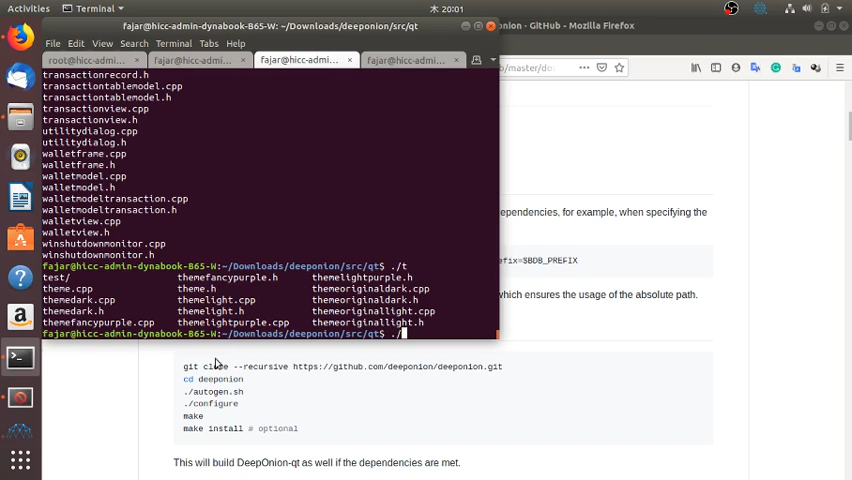 Activities
Terminal
木 20:01
fajar@hicc-admin-dynabook-B65-W: ~/Downloads/deeponion/src/qt
onion · GitHub - Mozilla Firefox
File Edit View Search Terminal Tabs Help
root@hicc-admi...
fajar@hicc-admi...
fajar@hicc-admi...
fajar@hicc-admi...
transactionrecord.h
transactiontablemodel.cpp
transactiontablemodel.h
transactionview.cpp
transactionview.h
utilitydialog.cpp
utilitydialog.h
walletframe.cpp
walletframe.h
walletmodel.cpp
walletmodel.h
walletmodeltransaction.cpp
walletmodeltransaction.h
walletview.cpp
walletview.h
winshutdownmonitor.cpp
winshutdownmonitor.h
fajar@hicc-admin-dynabook-B65-W:~/Downloads/deeponion/src/qt$ ./t
test/ themefancypurple.h themelightpurple.h
theme.cpp theme.h themeoriginaldark.cpp
themedark.cpp themelight.cpp themeoriginaldark.h
themedark.h themelight.h themeoriginallight.cpp
themefancypurple.cpp themelightpurple.cpp themeoriginallight.h
fajar@hicc-admin-dynabook-B65-W:~/Downloads/deeponion/src/qt$ ./
b/master/do
ependencies, for example, when specifying the
efix=$BDB_PREFIX
which ensures the usage of the absolute path.
git clone --recursive https://github.com/deeponion/deeponion.git
cd deeponion
./autogen.sh
./configure
make
make install # optional
This will build DeepOnion-qt as well if the dependencies are met.